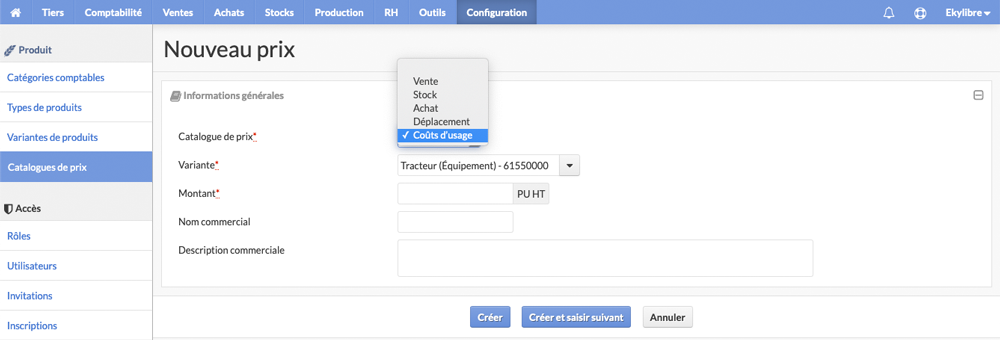 Tiers Comptabilité Ventes Achats Stocks Production RH Outils Configuration Ekylibre
Produit
Catégories comptables
Types de produits
Variantes de produits
Catalogues de prix
Accès
Rôles
Utilisateurs
Invitations
Inscriptions
Nouveau prix
Informations générales
Catalogue de prix*
Vente
Stock
Achat
Déplacement
✓ Coûts d'usage
Variante* Tracteur (Équipement) - 61550000
Montant* PU HT
Nom commercial
Description commerciale
Créer Créer et saisir suivant Annuler